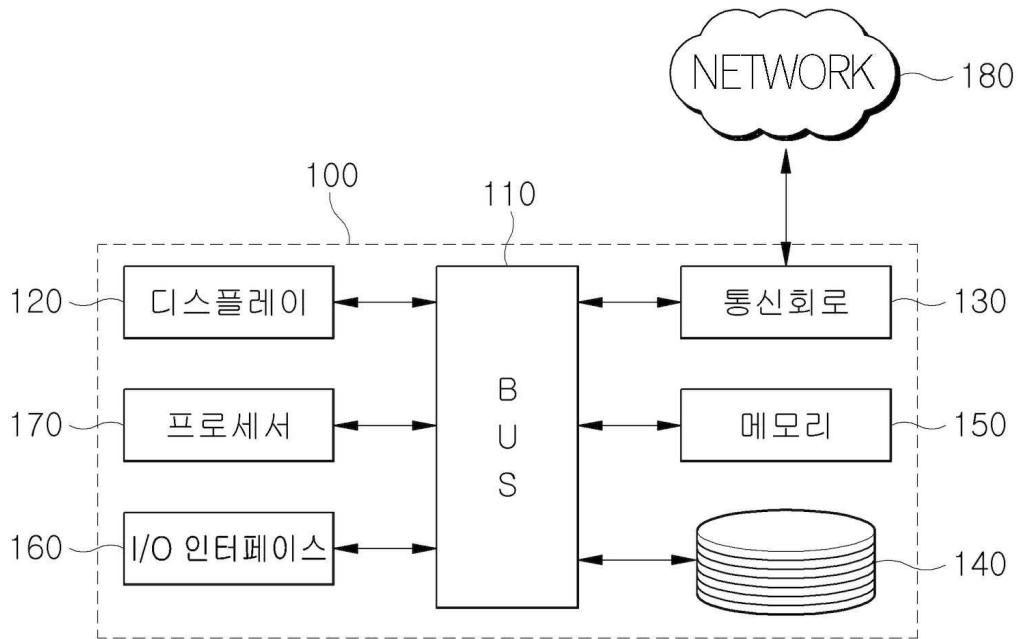 NETWORK
180
100
110
120
디스플레이
통신회로
130
170
프로세서
B
U
S
메모리
150
160
I/O 인터페이스
140